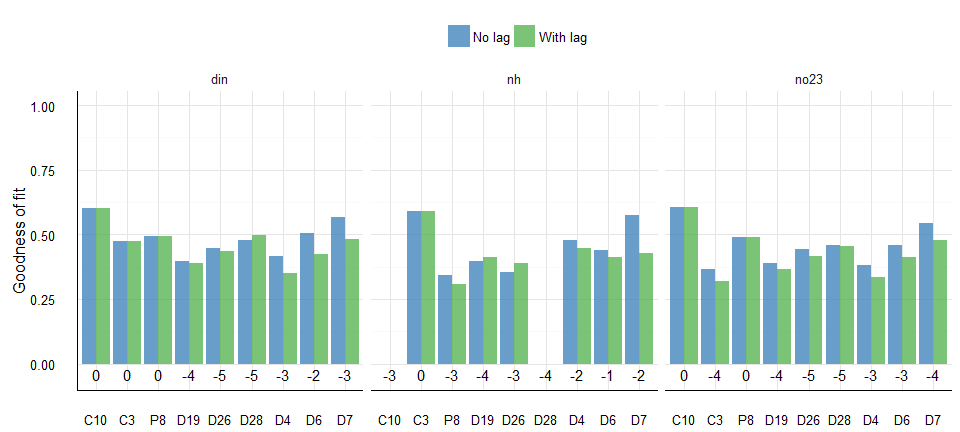 No lag With lag
din nh no23
1.00
0.75
0.50
0.25
0.00
Goodness of fit
0 0 0 -4 -5 -5 -3 -2 -3 -3 0 -3 -4 -3 -4 -2 -1 -2 0 -4 0 -4 -5 -5 -3 -3 -4
C10 C3 P8 D19 D26 D28 D4 D6 D7 C10 C3 P8 D19 D26 D28 D4 D6 D7 C10 C3 P8 D19 D26 D28 D4 D6 D7